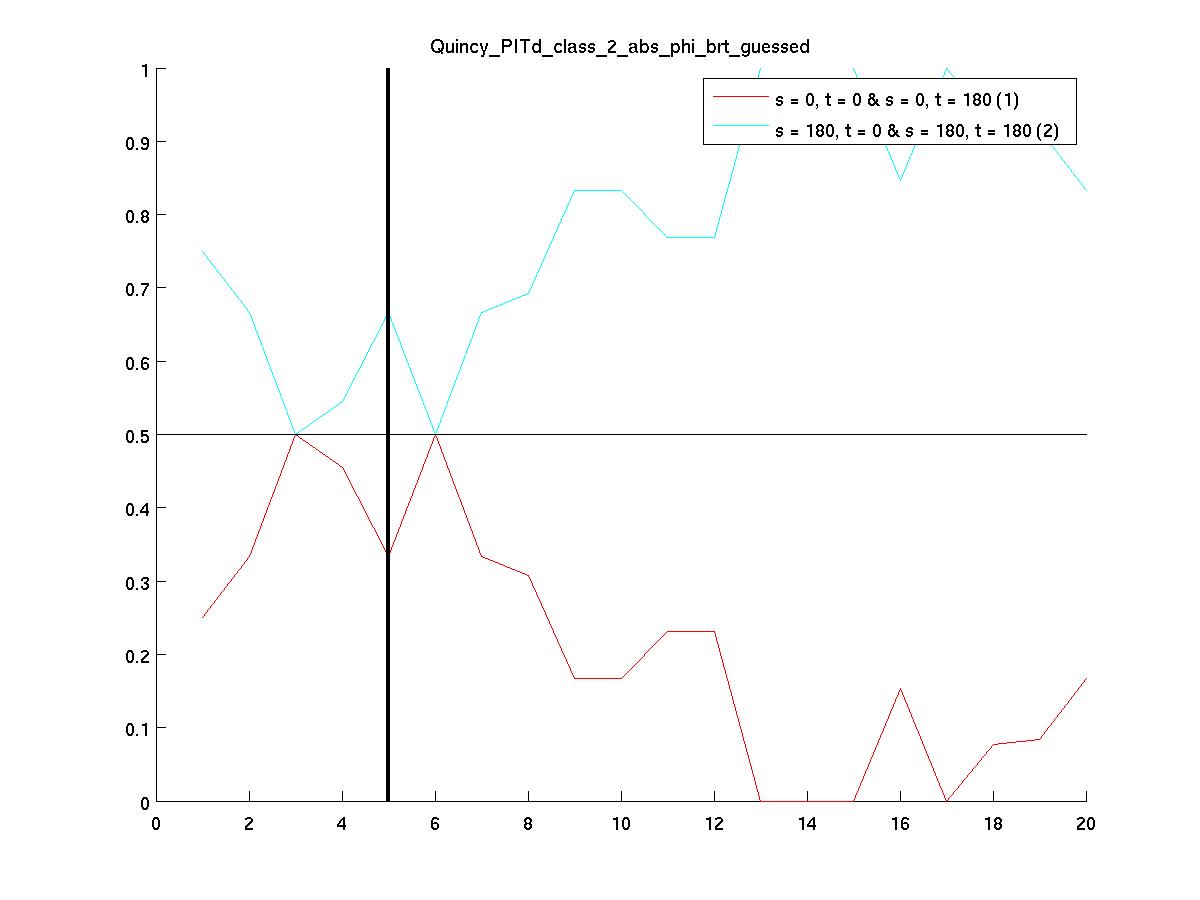 Quincy_PITd_class_2_abs_phi_brt_guessed
s = 0, t = 0 & s = 0, t = 180 (1)
s = 180, t = 0 & s = 180, t = 180 (2)
1
0.9
0.8
0.7
0.6
0.5
0.4
0.3
0.2
0.1
0
0 2 4 6 8 10 12 14 16 18 20